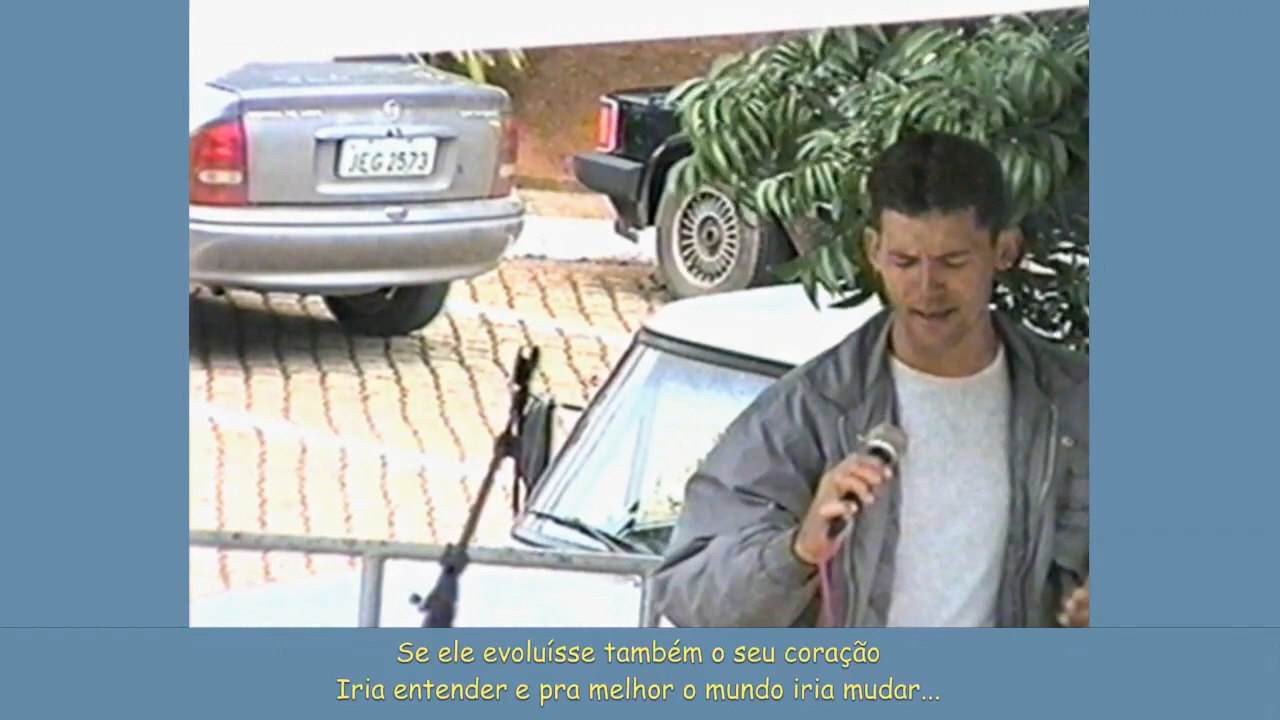 JEG 2573
Se ele evoluísse também o seu coração
Iria entender e pra melhor o mundo iria mudar...